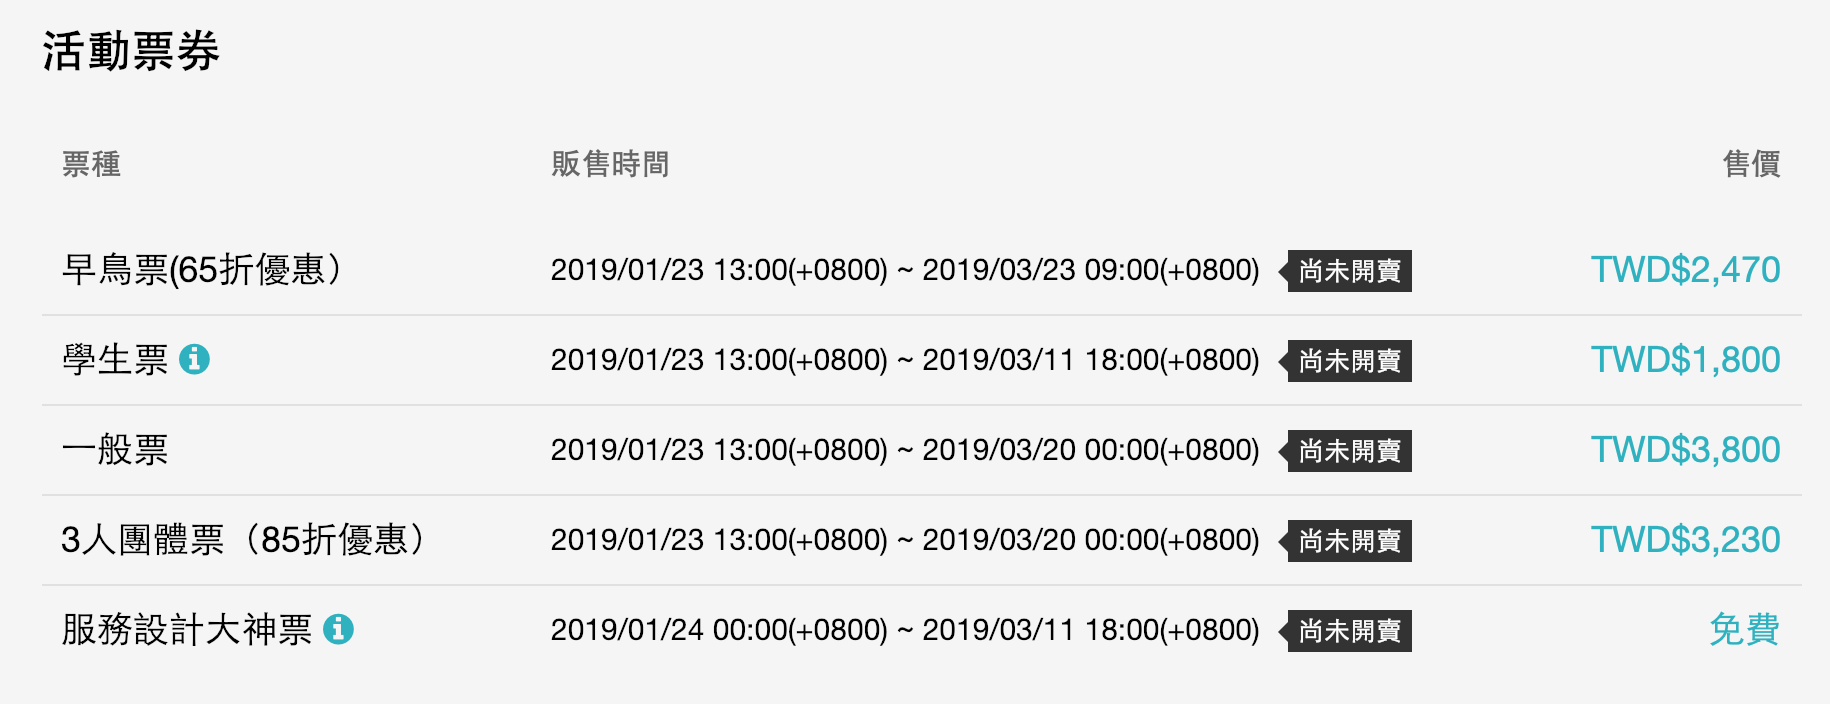 活動票券
票種 販售時間 售價
早鳥票(65折優惠） 2019/01/23 13:00(+0800) ~ 2019/03/23 09:00(+0800) 尚未開賣 TWD$2,470
學生票 2019/01/23 13:00(+0800) ~ 2019/03/11 18:00(+0800) 尚未開賣 TWD$1,800
一般票 2019/01/23 13:00(+0800) ~ 2019/03/20 00:00(+0800) 尚未開賣 TWD$3,800
3人團體票（85折優惠） 2019/01/23 13:00(+0800) ~ 2019/03/20 00:00(+0800) 尚未開賣 TWD$3,230
服務設計大神票 2019/01/24 00:00(+0800) ~ 2019/03/11 18:00(+0800) 尚未開賣 免費